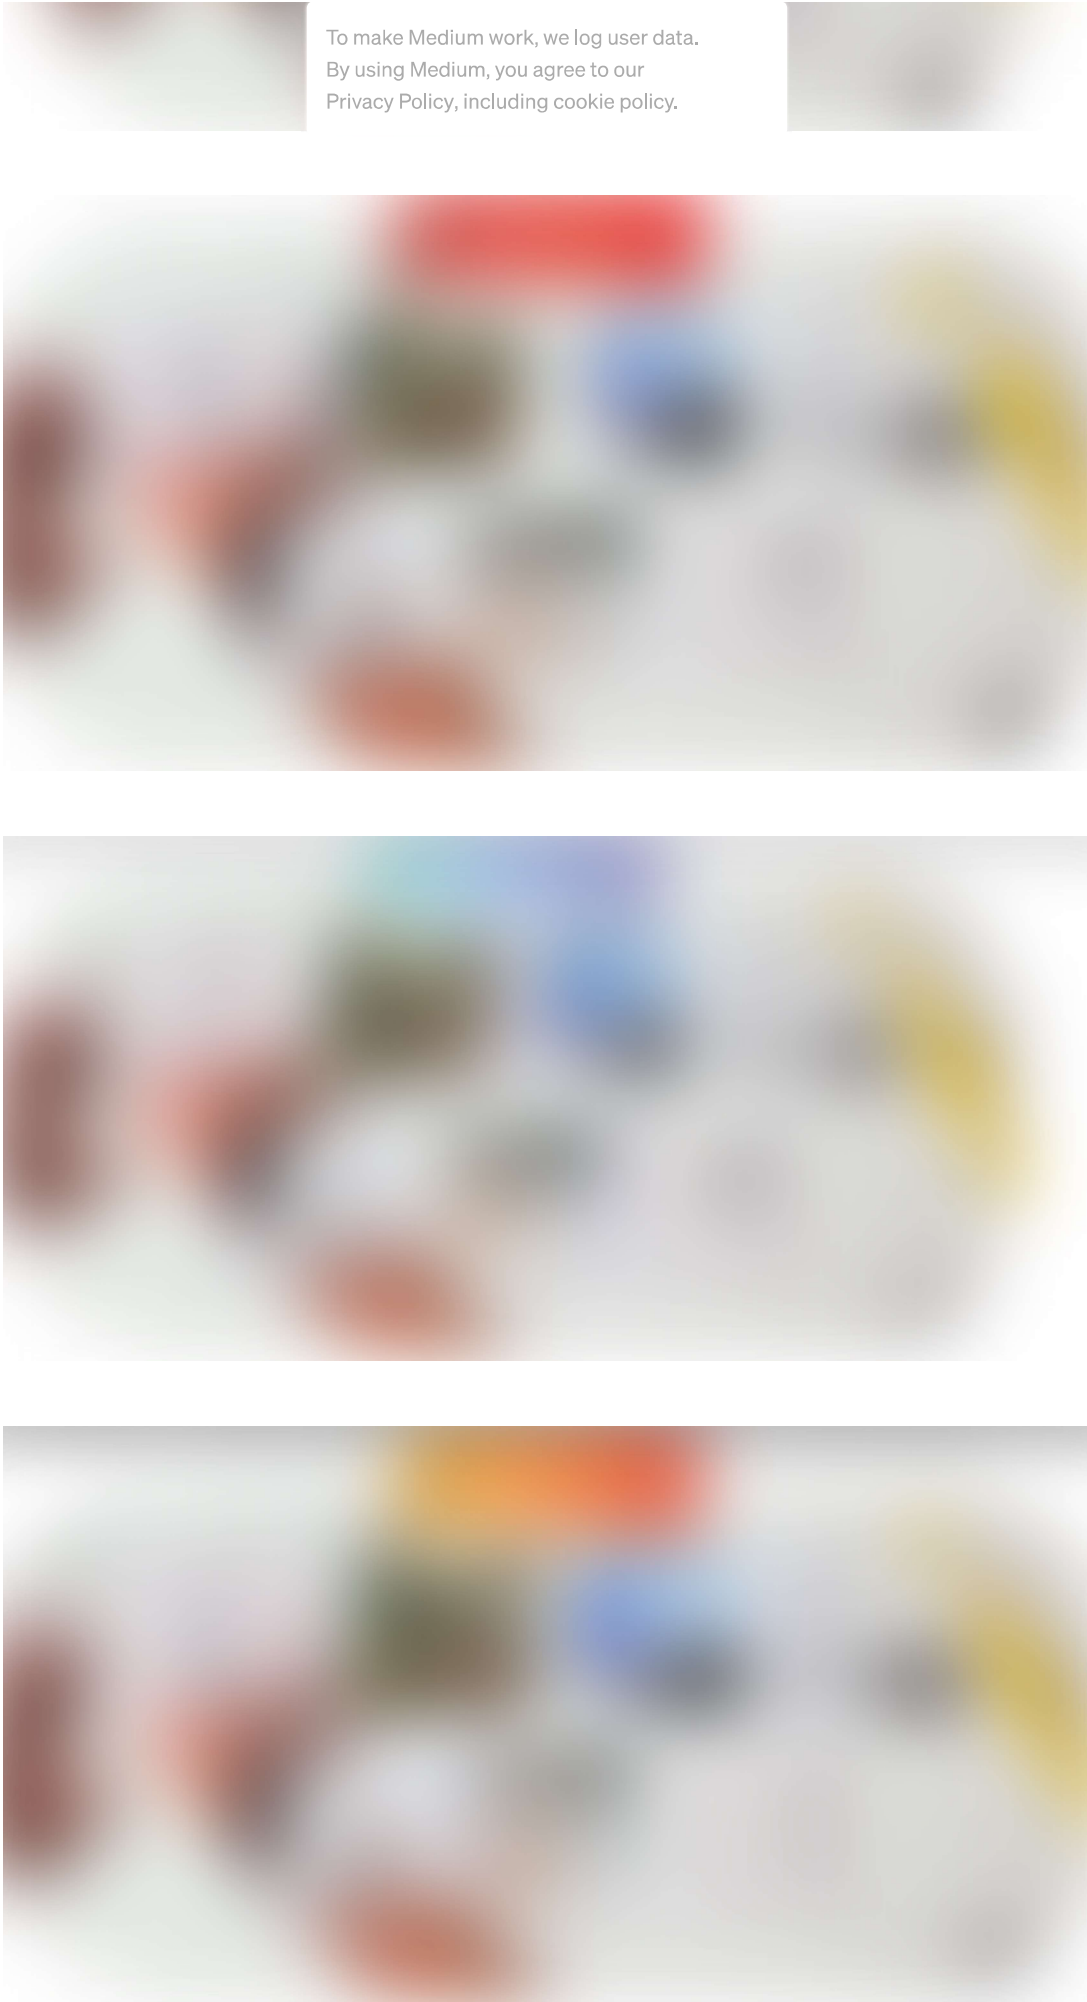 To make Medium work, we log user data.
By using Medium, you agree to our
Privacy Policy, including cookie policy.